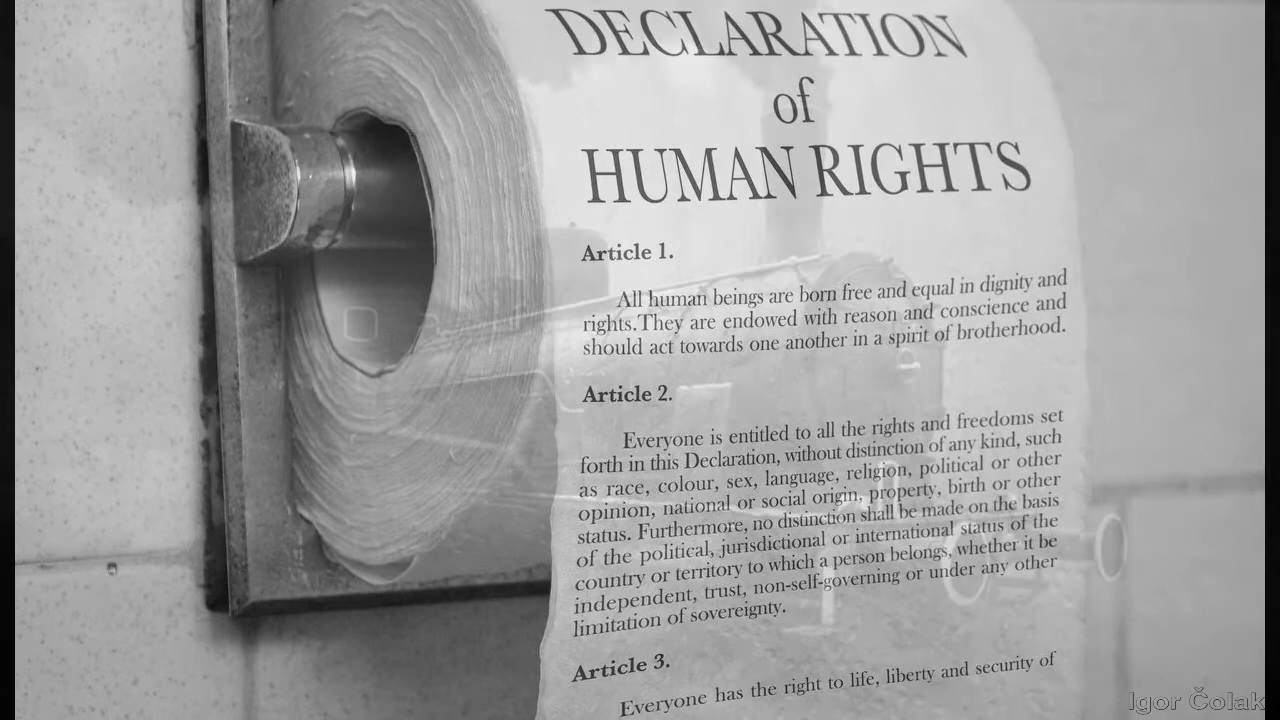 DECLARATION
of
HUMAN RIGHTS
Article 1.
All human beings are born free and equal in dignity and
rights.They are endowed with reason and conscience and
should act towards one another in a spirit of brotherhood.
Article 2.
Everyone is entitled to all the rights and freedoms set
forth in this Declaration, without distinction of any kind, such
as race, colour, sex, language, religion, political or other
opinion, national or social origin, property, birth or other
status. Furthermore, no distinction shall be made on the basis
of the political, jurisdictional or international status of the
country or territory to which a person belongs, whether it be
independent, trust, non-self-governing or under any other
limitation of sovereignty.
Article 3.
Everyone has the right to life, liberty and security of
Igor Čolak